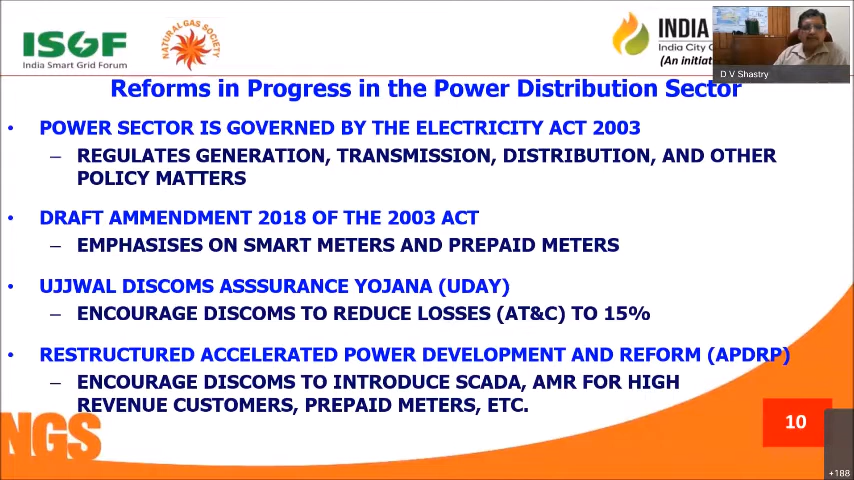 ISGF
India Smart Grid Forum
NATURAL GAS SOCIETY
INDIA
India City G
(An initiat
D V Shastry
Reforms in Progress in the Power Distribution Sector
• POWER SECTOR IS GOVERNED BY THE ELECTRICITY ACT 2003
– REGULATES GENERATION, TRANSMISSION, DISTRIBUTION, AND OTHER
POLICY MATTERS
• DRAFT AMMENDMENT 2018 OF THE 2003 ACT
– EMPHASISES ON SMART METERS AND PREPAID METERS
• UJJWAL DISCOMS ASSSURANCE YOJANA (UDAY)
– ENCOURAGE DISCOMS TO REDUCE LOSSES (AT&C) TO 15%
• RESTRUCTURED ACCELERATED POWER DEVELOPMENT AND REFORM (APDRP)
– ENCOURAGE DISCOMS TO INTRODUCE SCADA, AMR FOR HIGH
REVENUE CUSTOMERS, PREPAID METERS, ETC.
NGS
10
+188